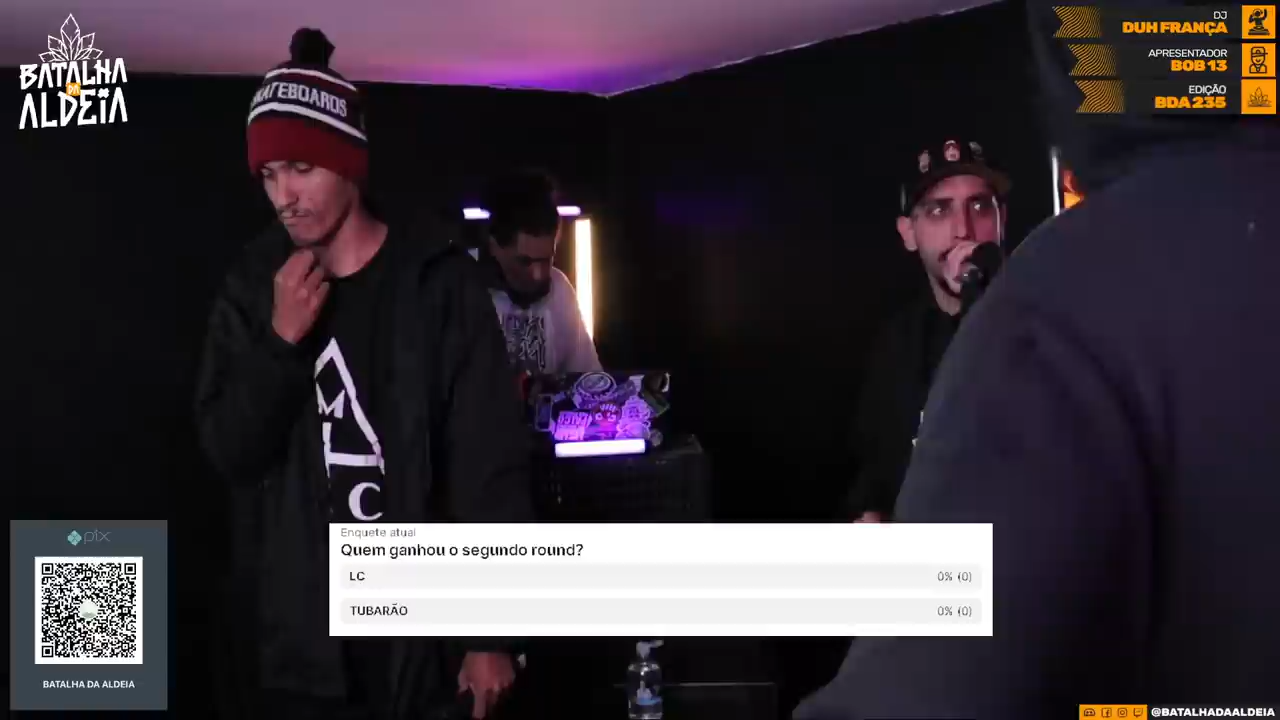 BATALHA
DA
ALDEIA
SKATEBOARDS
DJ
DUH FRANÇA
APRESENTADOR
BOB 13
EDIÇÃO
BDA 235
M
L
C
pix
BATALHA DA ALDEIA
Enquete atual
Quem ganhou o segundo round?
LC 0% (0)
TUBARÃO 0% (0)
@BATALHADAALDEIA